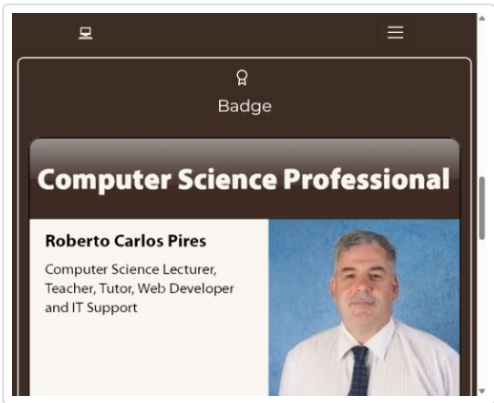 Badge
Computer Science Professional
Roberto Carlos Pires
Computer Science Lecturer,
Teacher, Tutor, Web Developer
and IT Support